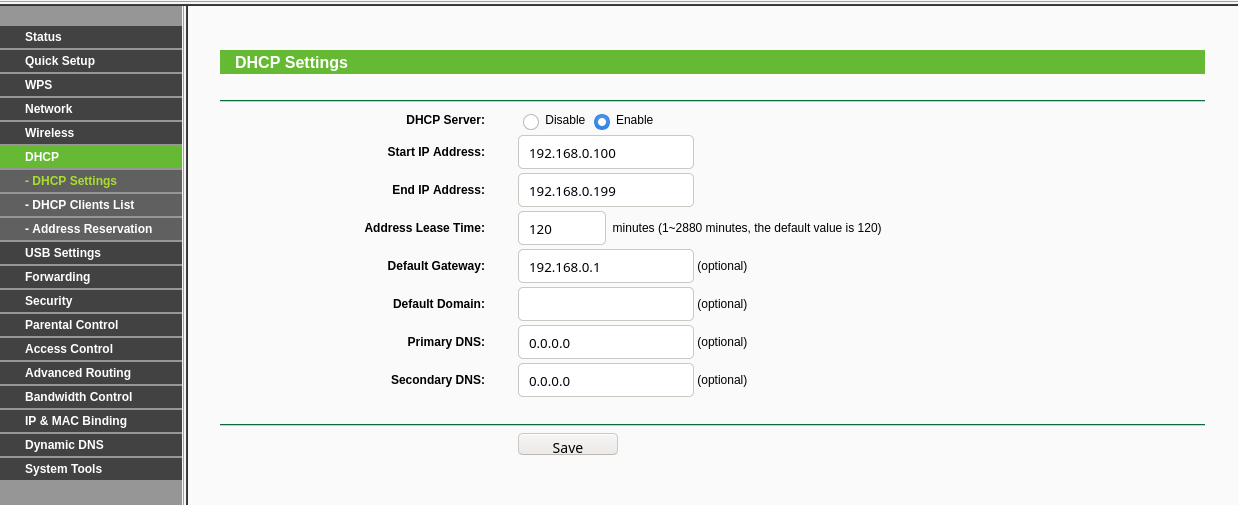 Status
Quick Setup
WPS
Network
Wireless
DHCP
- DHCP Settings
- DHCP Clients List
- Address Reservation
USB Settings
Forwarding
Security
Parental Control
Access Control
Advanced Routing
Bandwidth Control
IP & MAC Binding
Dynamic DNS
System Tools
DHCP Settings
DHCP Server: Disable Enable
Start IP Address: 192.168.0.100
End IP Address: 192.168.0.199
Address Lease Time: 120 minutes (1~2880 minutes, the default value is 120)
Default Gateway: 192.168.0.1 (optional)
Default Domain: (optional)
Primary DNS: 0.0.0.0 (optional)
Secondary DNS: 0.0.0.0 (optional)
Save